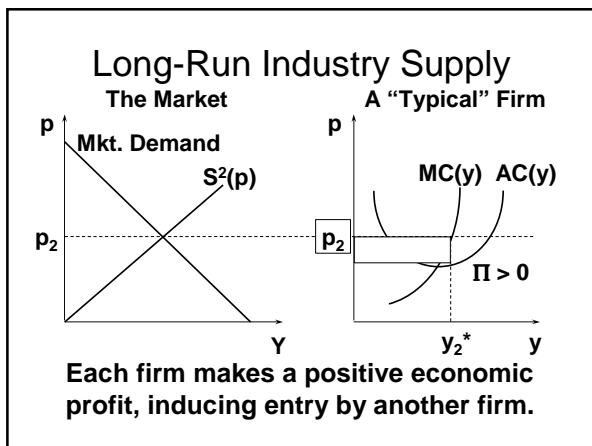 Long-Run Industry Supply
The Market
A “Typical” Firm
p
Mkt. Demand
S²(p)
p₂
Y
p
MC(y) AC(y)
p₂
Π > 0
y₂*
y
Each firm makes a positive economic
profit, inducing entry by another firm.